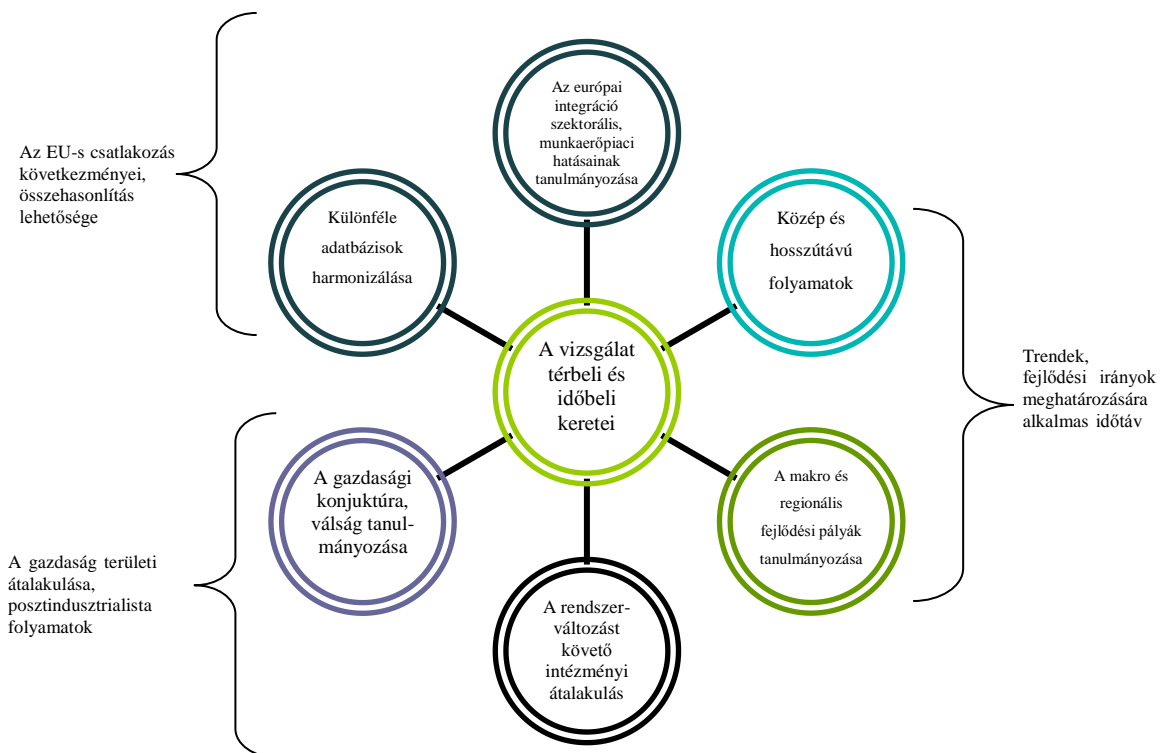 Az európai
integráció
szektorális,
munkaerőpiaci
hatásainak
tanulmányozása
Az EU-s csatlakozás
következményei,
összehasonlítás
lehetősége
Különféle
adatbázisok
harmonizálása
Közép és
hosszútávú
folyamatok
A vizsgálat
térbeli és
időbeli
keretei
Trendek,
fejlődési irányok
meghatározására
alkalmas időtáv
A gazdasági
konjuktúra,
válság tanul-
mányozása
A makro és
regionális
fejlődési pályák
tanulmányozása
A gazdaság területi
átalakulása,
posztindusztrialista
folyamatok
A rendszer-
változást
követő
intézményi
átalakulás